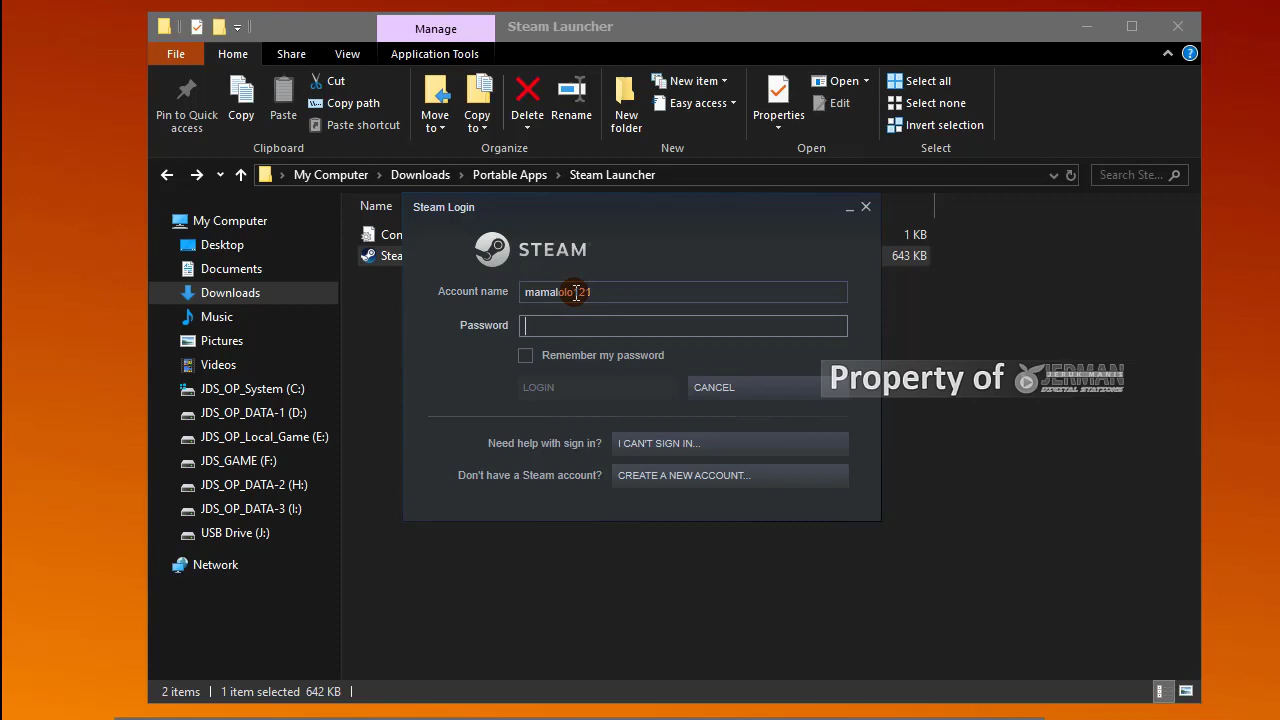 Manage
Steam Launcher
File
Home
Share
View
Application Tools
Pin to Quick access
Copy
Paste
Cut
Copy path
Paste shortcut
Move to
Copy to
Delete
Rename
New folder
New item
Easy access
Properties
Open
Edit
Select all
Select none
Invert selection
Clipboard
Organize
New
Open
Select
My Computer
Downloads
Portable Apps
Steam Launcher
Search Ste...
Name
My Computer
Desktop
Documents
Downloads
Music
Pictures
Videos
JDS_OP_System (C:)
JDS_OP_DATA-1 (D:)
JDS_OP_Local_Game (E:)
JDS_GAME (F:)
JDS_OP_DATA-2 (H:)
JDS_OP_DATA-3 (I:)
USB Drive (J:)
Network
Con
1 KB
Stea
643 KB
Steam Login
STEAM
Account name
Password
Remember my password
LOGIN
CANCEL
Need help with sign in?
I CAN'T SIGN IN...
Don't have a Steam account?
CREATE A NEW ACCOUNT...
Property of
JERUK MANIS
JERMAN
DIGITAL STATIONS
2 items
1 item selected 642 KB